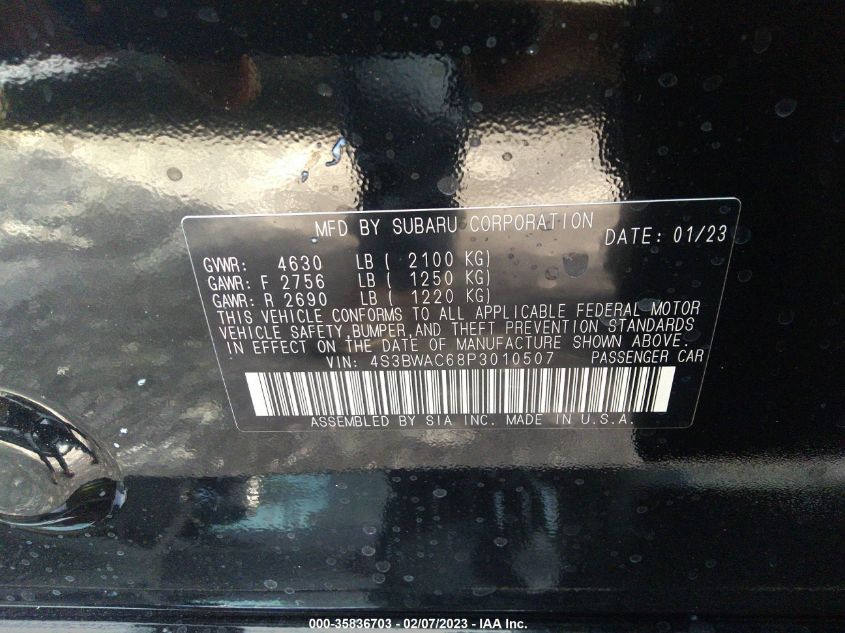 MFD BY SUBARU CORPORATION
DATE: 01/23
GVWR: 4630 LB ( 2100 KG)
GAWR: F 2756 LB ( 1250 KG)
GAWR: R 2690 LB ( 1220 KG)
THIS VEHICLE CONFORMS TO ALL APPLICABLE FEDERAL MOTOR
VEHICLE SAFETY,BUMPER,AND THEFT PREVENTION STANDARDS
IN EFFECT ON THE DATE OF MANUFACTURE SHOWN ABOVE.
VIN: 4S3BWAC68P3010507 PASSENGER CAR
ASSEMBLED BY SIA INC. MADE IN U.S.A.
000-35836703 - 02/07/2023 - IAA Inc.